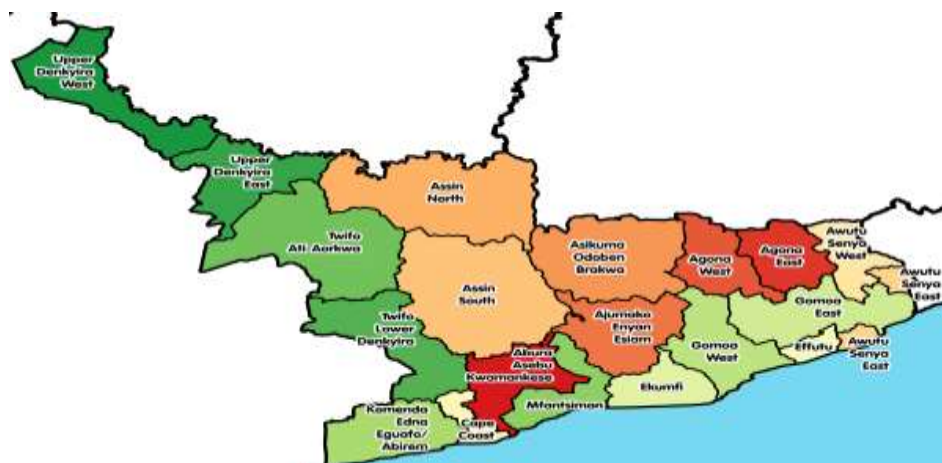 Upper
Denkyira
West
Upper
Denkyira
East
Assin
North
Twifo
Ati Aorkwa
Assin
South
Asikuma
Odoben
Brakwa
Agona
West
Agona
East
Awutu
Senya
West
Awutu
Senya
East
Gomoa
East
Twifo
Lower
Denkyira
Ajumako
Enyan
Esiam
Gomoa
West
Effutu
Awutu
Senya
East
Abura
Asebu
Kwamankese
Ekumfi
Mfantsiman
Komenda
Edna
Eguafo/
Abirem
Cape
Coast